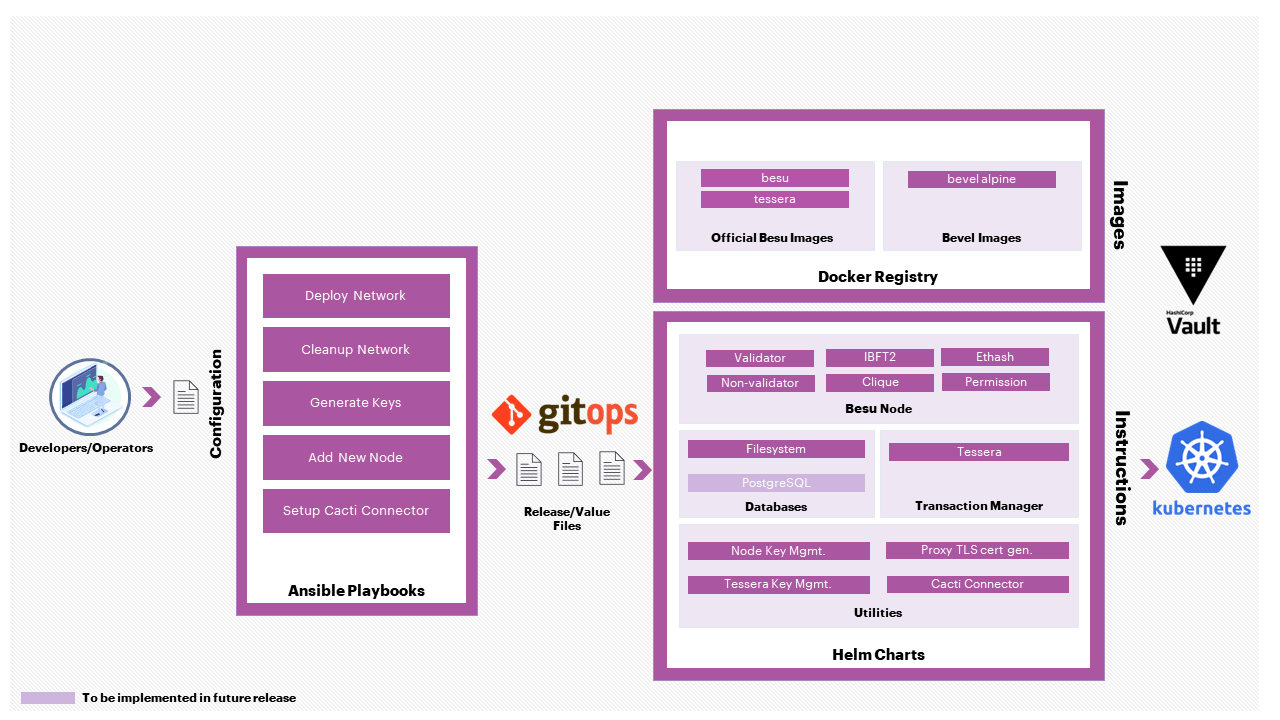 Developers/Operators
Configuration
Deploy Network
Cleanup Network
Generate Keys
Add New Node
Setup Cacti Connector
Ansible Playbooks
gitops
Release/Value
Files
besu
tessera
Official Besu Images
bevel alpine
Bevel Images
Docker Registry
Images
Validator
IBFT2
Ethash
Non-validator
Clique
Permission
Besu Node
Filesystem
PostgreSQL
Databases
Tessera
Transaction Manager
Node Key Mgmt.
Proxy TLS cert gen.
Tessera Key Mgmt.
Cacti Connector
Utilities
Helm Charts
Instructions
HashiCorp
Vault
kubernetes
To be implemented in future release